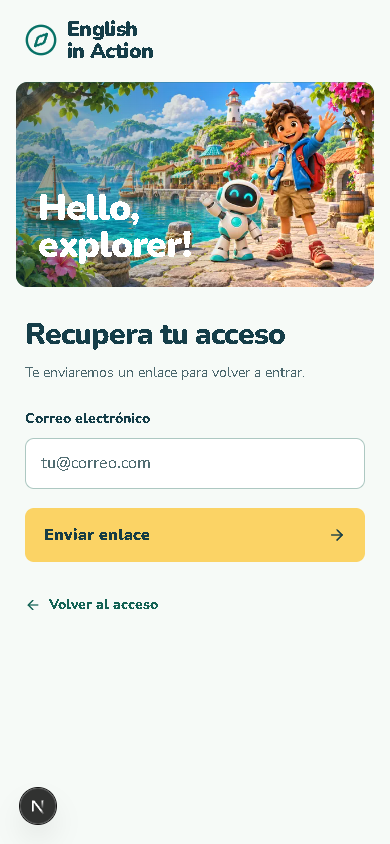 English
in Action
Hello,
explorer!
Recupera tu acceso
Te enviaremos un enlace para volver a entrar.
Correo electrónico
tu@correo.com
Enviar enlace
Volver al acceso
N